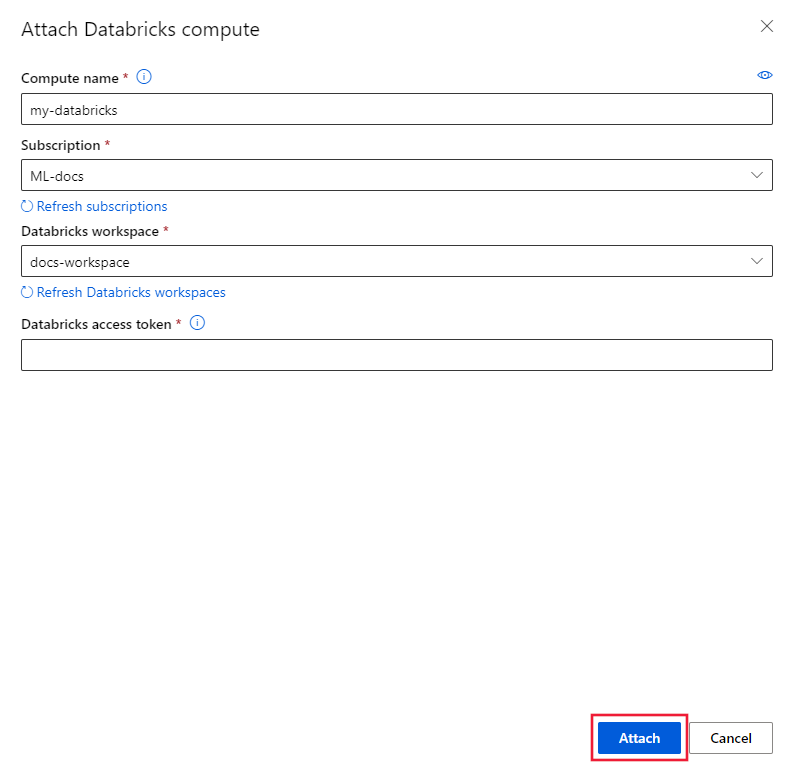 Attach Databricks compute
Compute name *
my-databricks
Subscription *
ML-docs
Refresh subscriptions
Databricks workspace *
docs-workspace
Refresh Databricks workspaces
Databricks access token *
Attach Cancel